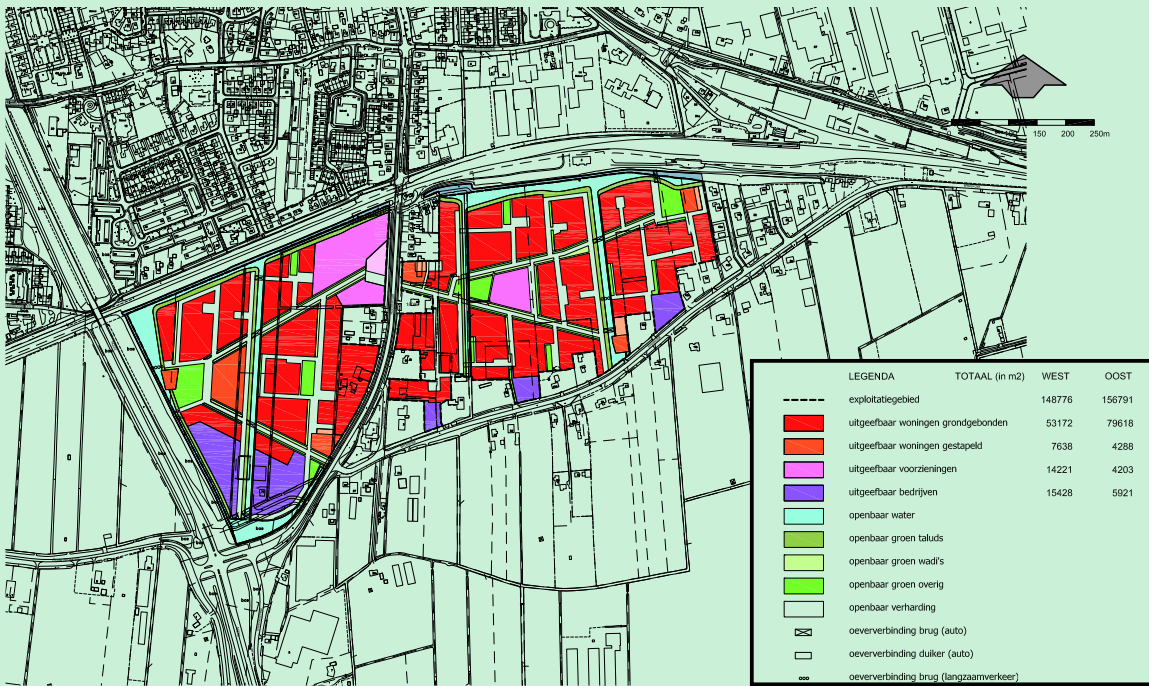 100 150 200 250m
LEGENDA TOTAAL (in m2) WEST OOST
exploitatiegebied 148776 156791
uitgeefbaar woningen grondgebonden 53172 79618
uitgeefbaar woningen gestapeld 7638 4288
uitgeefbaar voorzieningen 14221 4203
uitgeefbaar bedrijven 15428 5921
openbaar water
openbaar groen taluds
openbaar groen wadi's
openbaar groen overig
openbaar verharding
oeververbinding brug (auto)
oeververbinding duiker (auto)
oeververbinding brug (langzaamverkeer)